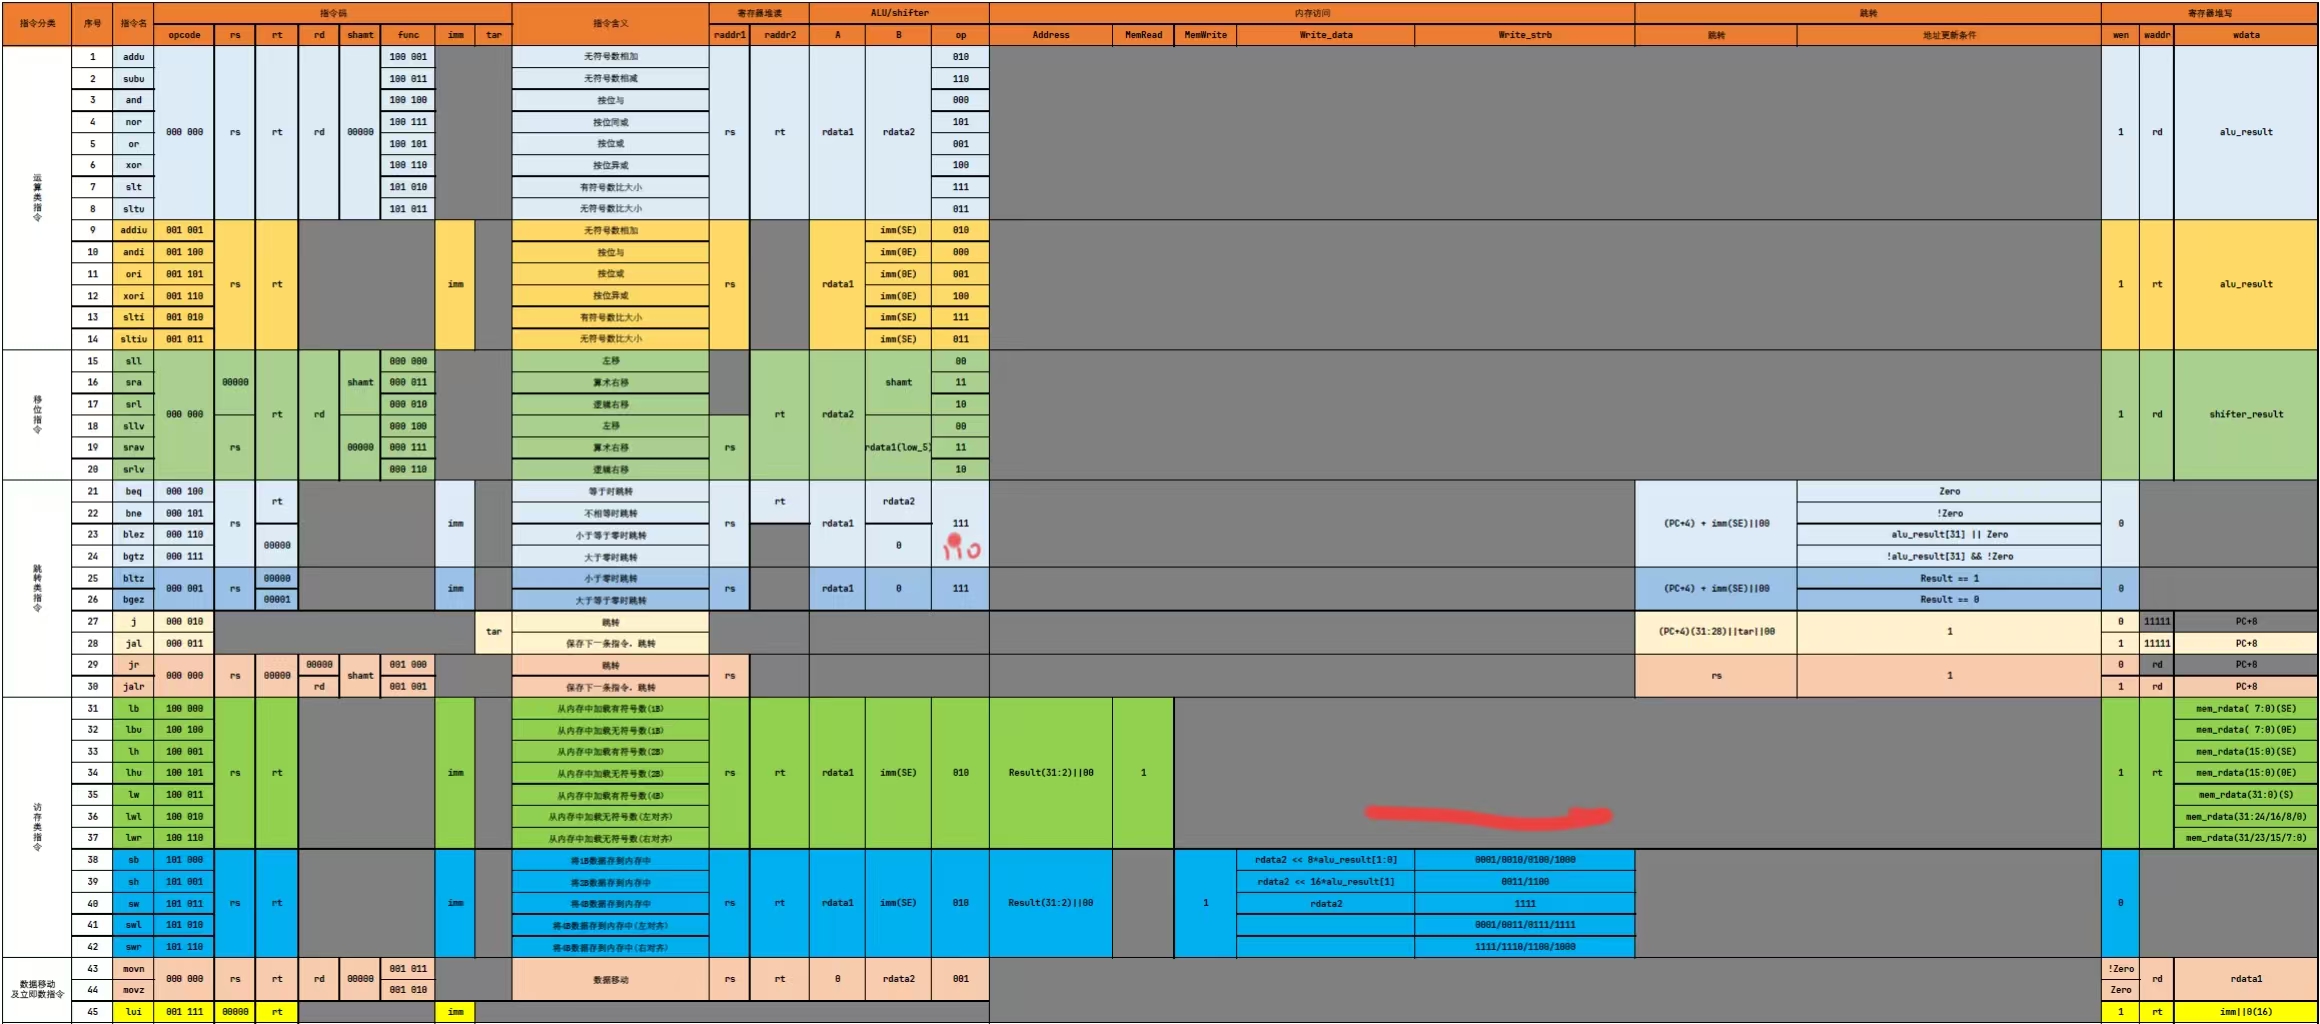 指令分类 序号 指令名 指令码 指令含义 寄存器堆读 ALU/shifter 内存访问 跳转 寄存器堆写
opcode rs rt rd shamt func imm tar raddr1 raddr2 A B op Address MemRead MemWrite Write_data Write_strb 跳转 地址更新条件 wen waddr wdata
运算类指令
1 addu 100 001 无符号数相加 010
2 subu 100 011 无符号数相减 110
3 and 100 100 按位与 000
4 nor 100 111 按位同或 101
000 000 rs rt rd 00000 rs rt rdata1 rdata2 1 rd alu_result
5 or 100 101 按位或 001
6 xor 100 110 按位异或 100
7 slt 101 010 有符号数比大小 111
8 sltu 101 011 无符号数比大小 011
9 addiu 001 001 无符号数相加 imm(SE) 010
10 andi 001 100 按位与 imm(0E) 000
11 ori 001 101 按位或 imm(0E) 001
rs rt imm rs rdata1 1 rt alu_result
12 xori 001 110 按位异或 imm(0E) 100
13 slti 001 010 有符号数比大小 imm(SE) 111
14 sltiu 001 011 无符号数比大小 imm(SE) 011
移位指令
15 sll 000 000 左移 00
16 sra 00000 shamt 000 011 算术右移 shamt 11
17 srl 000 010 逻辑右移 10
000 000 rt rd rt rdata2 1 rd shifter_result
18 sllv 000 100 左移 00
19 srav rs 00000 000 111 算术右移 rs rdata1(low_5) 11
20 srlv 000 110 逻辑右移 10
跳转类指令
21 beq 000 100 rt 等于时跳转 rt rdata2 Zero
22 bne 000 101 不相等时跳转 !Zero
rs imm rs rdata1 111 (PC+4) + imm(SE)||00 0
23 blez 000 110 00000 小于等于零时跳转 0 alu_result[31] || Zero
24 bgtz 000 111 大于零时跳转 110 !alu_result[31] && !Zero
25 bltz 00000 小于零时跳转 Result == 1
000 001 rs imm rs rdata1 0 111 (PC+4) + imm(SE)||00 0
26 bgez 00001 大于等于零时跳转 Result == 0
27 j 000 010 跳转 0 11111 PC+8
tar (PC+4)(31:28)||tar||00 1
28 jal 000 011 保存下一条指令，跳转 1 11111 PC+8
29 jr 00000 001 000 跳转 0 rd PC+8
000 000 rs 00000 shamt rs rs 1
30 jalr rd 001 001 保存下一条指令，跳转 1 rd PC+8
访存类指令
31 lb 100 000 从内存中加载有符号数(1B) mem_rdata( 7:0)(SE)
32 lbu 100 100 从内存中加载无符号数(1B) mem_rdata( 7:0)(0E)
33 lh 100 001 从内存中加载有符号数(2B) mem_rdata(15:0)(SE)
34 lhu 100 101 rs rt imm 从内存中加载无符号数(2B) rs rt rdata1 imm(SE) 010 Result(31:2)||00 1 1 rt mem_rdata(15:0)(0E)
35 lw 100 011 从内存中加载有符号数(4B) mem_rdata(31:0)(S)
36 lwl 100 010 从内存中加载无符号数(左对齐) mem_rdata(31:24/16/8/0)
37 lwr 100 110 从内存中加载无符号数(右对齐) mem_rdata(31/23/15/7:0)
38 sb 101 000 将1B数据存到内存中 rdata2 << 8*alu_result[1:0] 0001/0010/0100/1000
39 sh 101 001 将2B数据存到内存中 rdata2 << 16*alu_result[1] 0011/1100
40 sw 101 011 rs rt imm 将4B数据存到内存中 rs rt rdata1 imm(SE) 010 Result(31:2)||00 1 rdata2 1111 0
41 swl 101 010 将4B数据存到内存中(左对齐) 0001/0011/0111/1111
42 swr 101 110 将4B数据存到内存中(右对齐) 1111/1110/1100/1000
数据移动
及立即数指令
43 movn 001 011 !Zero
000 000 rs rt rd 00000 数据移动 rs rt 0 rdata2 001 rd rdata1
44 movz 001 010 Zero
45 lui 001 111 00000 rt imm 1 rt imm||0(16)